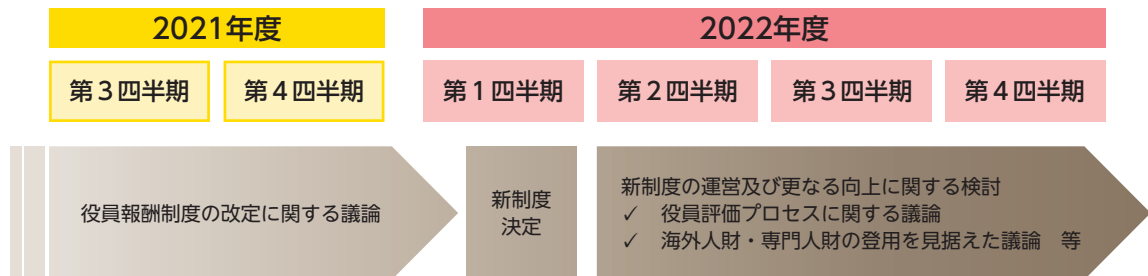 2021年度
2022年度
第3四半期
第4四半期
第1四半期
第2四半期
第3四半期
第4四半期
役員報酬制度の改定に関する議論
新制度
決定
新制度の運営及び更なる向上に関する検討
✓ 役員評価プロセスに関する議論
✓ 海外人財・専門人財の登用を見据えた議論　等